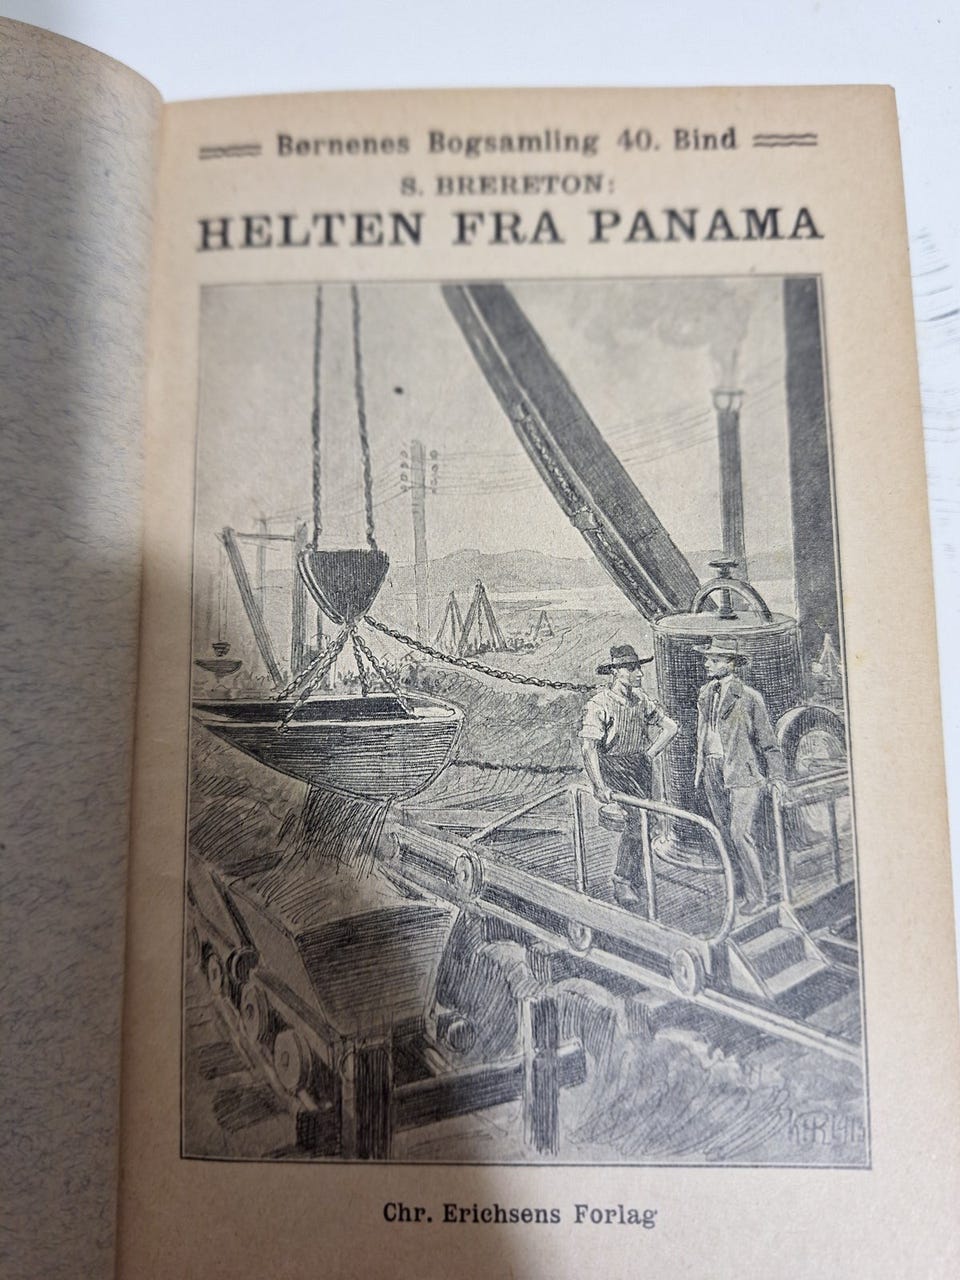 Børnenes Bogsamling 40. Bind
S. BRERETON:
HELTEN FRA PANAMA
Chr. Erichsens Forlag